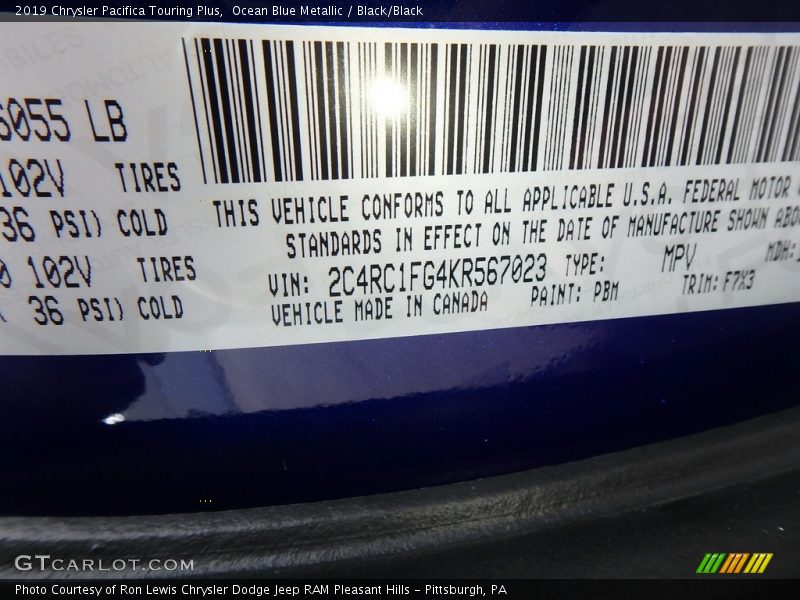 2019 Chrysler Pacifica Touring Plus,  Ocean Blue Metallic / Black/Black
6055 LB
102V TIRES
36 PSI) COLD
102V TIRES
36 PSI) COLD
THIS VEHICLE CONFORMS TO ALL APPLICABLE U.S.A. FEDERAL MOTOR
STANDARDS IN EFFECT ON THE DATE OF MANUFACTURE SHOWN ABO
VIN: 2C4RC1FG4KR567023 TYPE: MPV MDH:
VEHICLE MADE IN CANADA PAINT: PBM TRIM: F7X3
GTCARLOT.COM
Photo Courtesy of Ron Lewis Chrysler Dodge Jeep RAM Pleasant Hills - Pittsburgh, PA